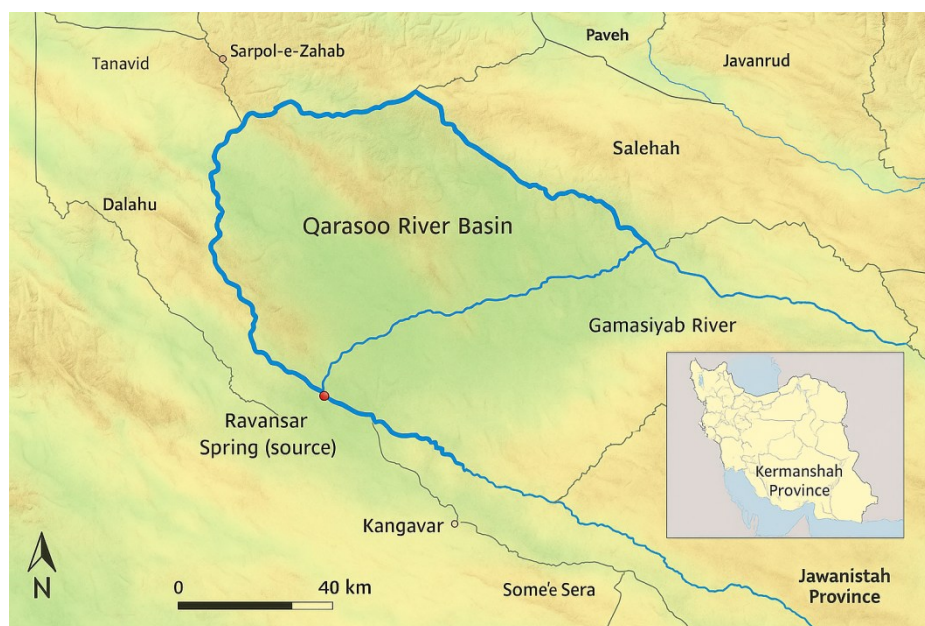 Paveh
Sarpol-e-Zahab
Tanavid
Javanrud
Salehah
Dalahu
Qarasoo River Basin
Gamasiyab River
Ravansar
Spring (source)
Kermanshah
Province
Kangavar
N
0
40 km
Some'e Sera
Jawanistah
Province